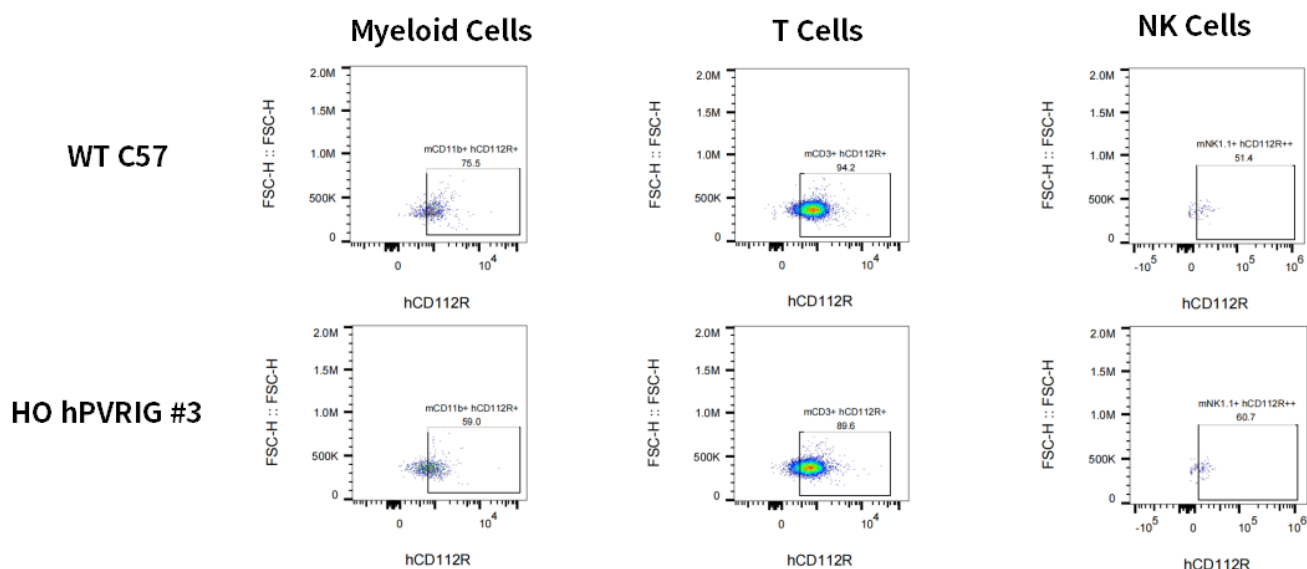 Myeloid Cells
T Cells
NK Cells
WT C57
FSC-H :: FSC-H
2.0M
1.5M
1.0M
500K
0
mCD11b+ hCD112R+
75.5
0
10^4
hCD112R
FSC-H :: FSC-H
2.0M
1.5M
1.0M
500K
0
mCD3+ hCD112R+
94.2
0
10^4
hCD112R
FSC-H :: FSC-H
2.0M
1.5M
1.0M
500K
0
mNK1.1+ hCD112R++
51.4
-10^5
0
10^5
10^6
hCD112R
HO hPVRIG #3
FSC-H :: FSC-H
2.0M
1.5M
1.0M
500K
0
mCD11b+ hCD112R+
59.0
0
10^4
hCD112R
FSC-H :: FSC-H
2.0M
1.5M
1.0M
500K
0
mCD3+ hCD112R+
89.6
0
10^4
hCD112R
FSC-H :: FSC-H
2.0M
1.5M
1.0M
500K
0
mNK1.1+ hCD112R++
60.7
-10^5
0
10^5
10^6
hCD112R